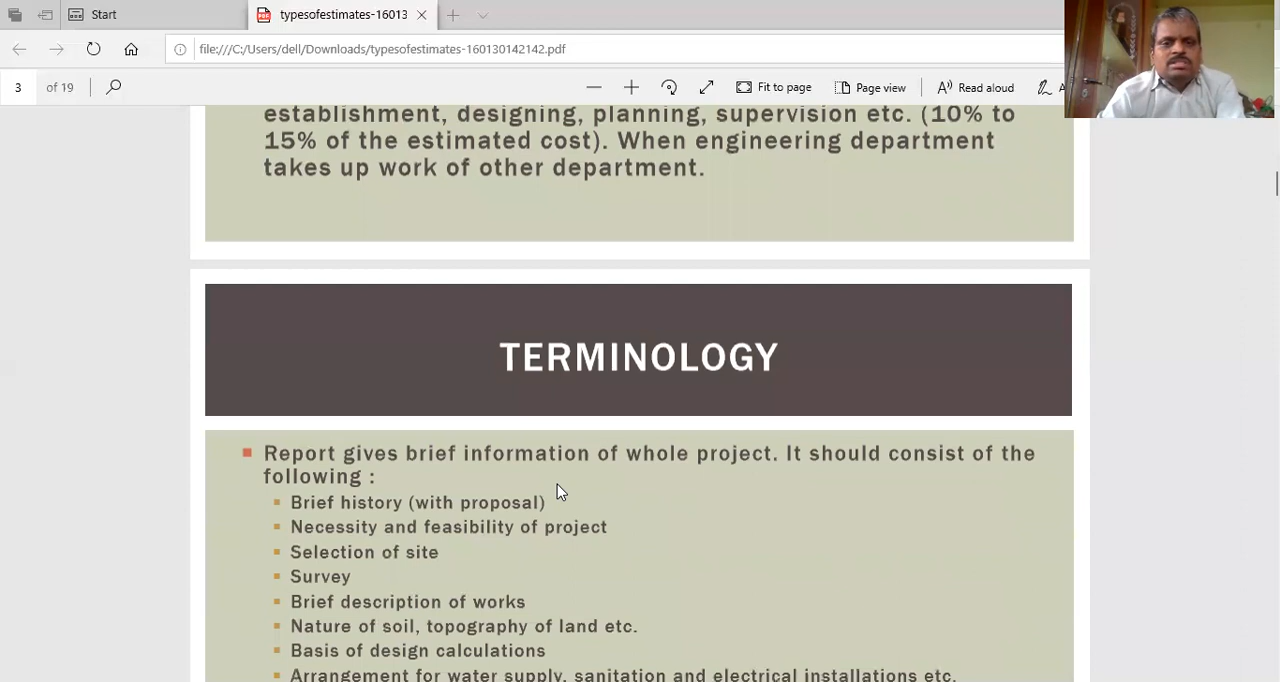 Start
typesofestimates-16013
file:///C:/Users/dell/Downloads/typesofestimates-160130142142.pdf
3 of 19
Fit to page
Page view
Read aloud
establishment, designing, planning, supervision etc. (10% to
15% of the estimated cost). When engineering department
takes up work of other department.
TERMINOLOGY
Report gives brief information of whole project. It should consist of the
following :
Brief history (with proposal)
Necessity and feasibility of project
Selection of site
Survey
Brief description of works
Nature of soil, topography of land etc.
Basis of design calculations
Arrangement for water supply, sanitation and electrical installations etc.